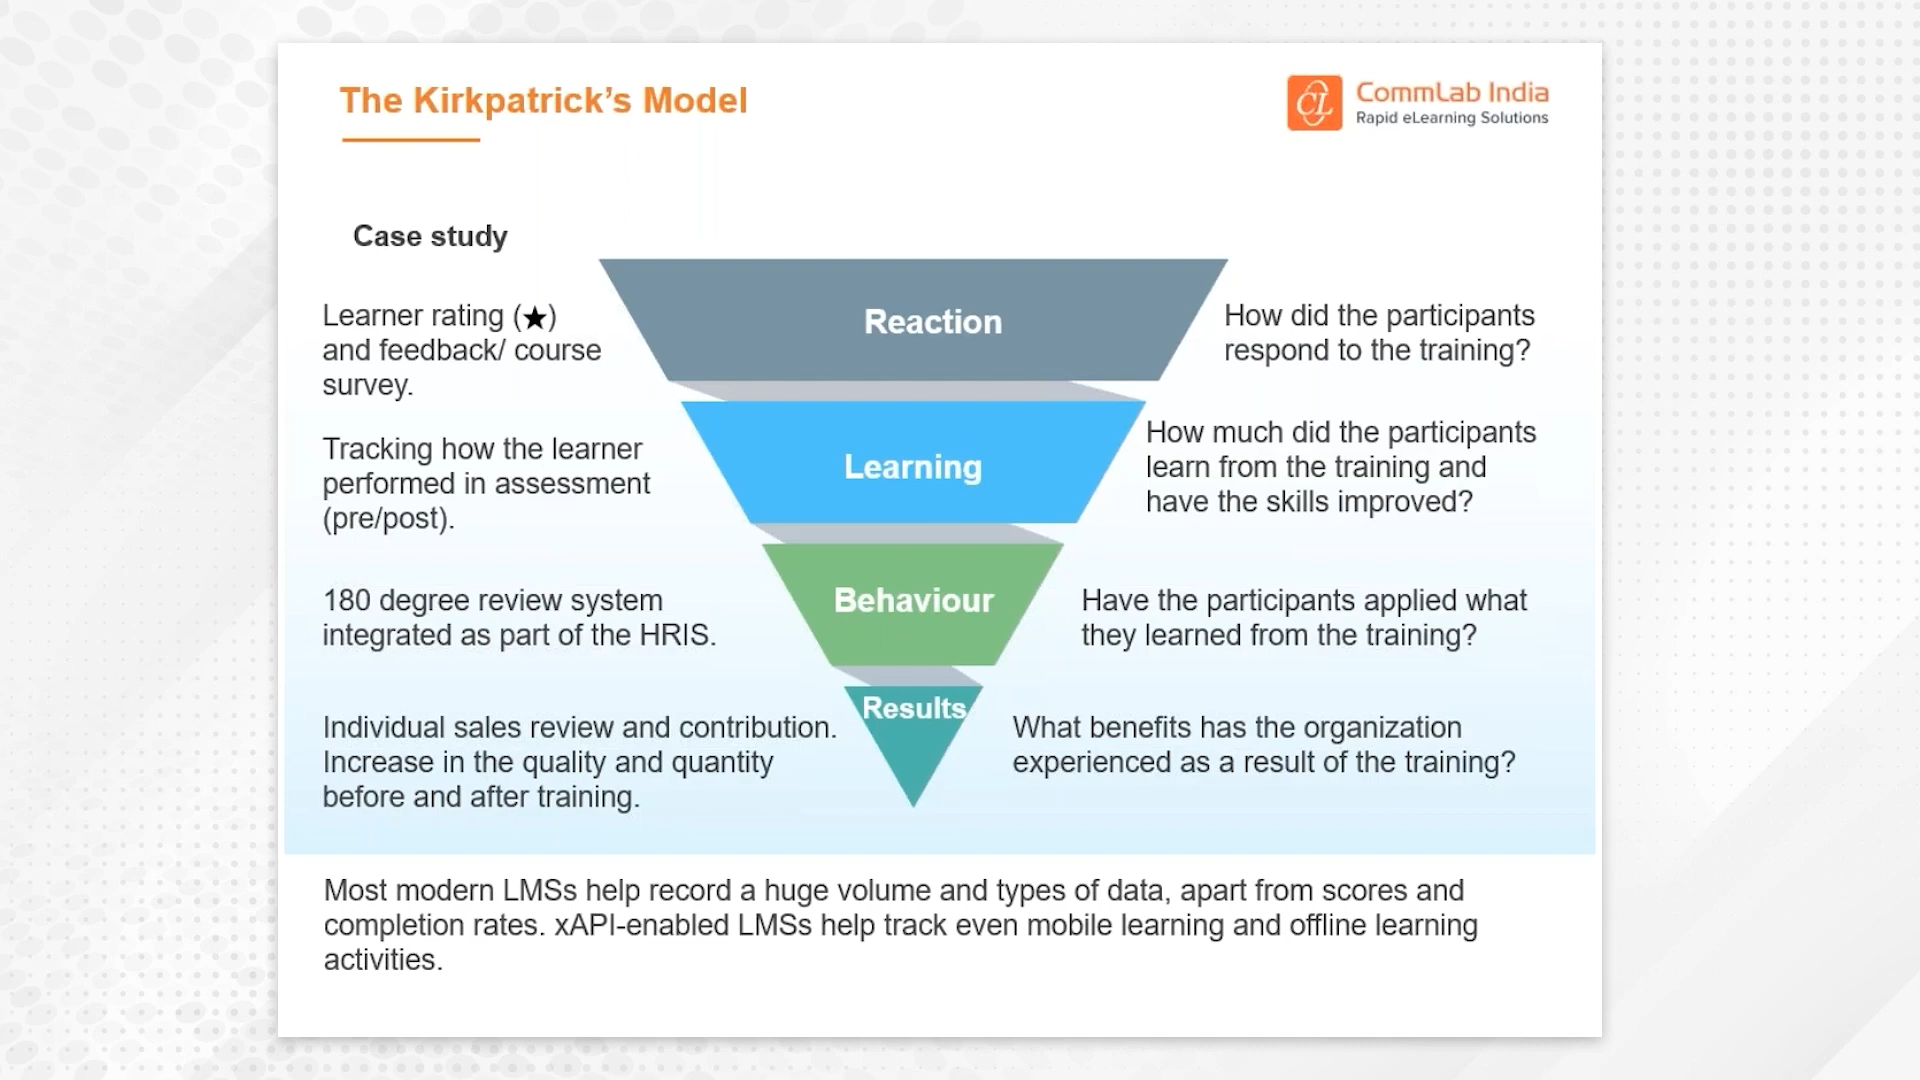 The Kirkpatrick's Model
CL
CommLab India
Rapid eLearning Solutions
Case study
Learner rating (★)
and feedback/ course
survey.
Reaction
How did the participants
respond to the training?
Tracking how the learner
performed in assessment
(pre/post).
Learning
How much did the participants
learn from the training and
have the skills improved?
180 degree review system
integrated as part of the HRIS.
Behaviour
Have the participants applied what
they learned from the training?
Individual sales review and contribution.
Increase in the quality and quantity
before and after training.
Results
What benefits has the organization
experienced as a result of the training?
Most modern LMSs help record a huge volume and types of data, apart from scores and
completion rates. xAPI-enabled LMSs help track even mobile learning and offline learning
activities.